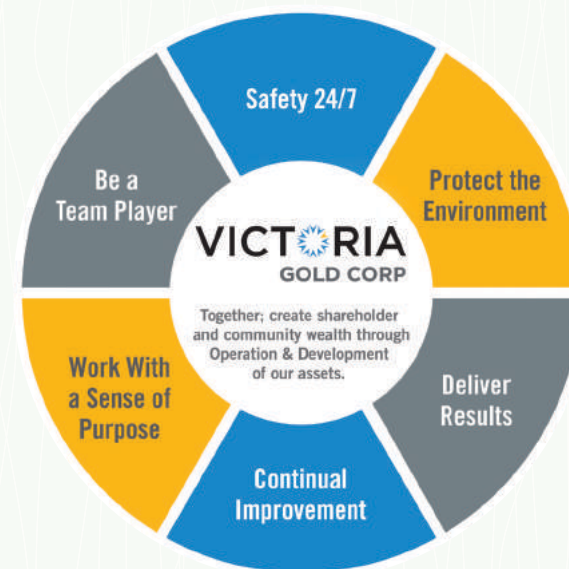 Safety 24/7
Protect the
Environment
Deliver
Results
Continual
Improvement
Work With
a Sense of
Purpose
Be a
Team Player
VICTORIA
GOLD CORP
Together; create shareholder
and community wealth through
Operation & Development
of our assets.